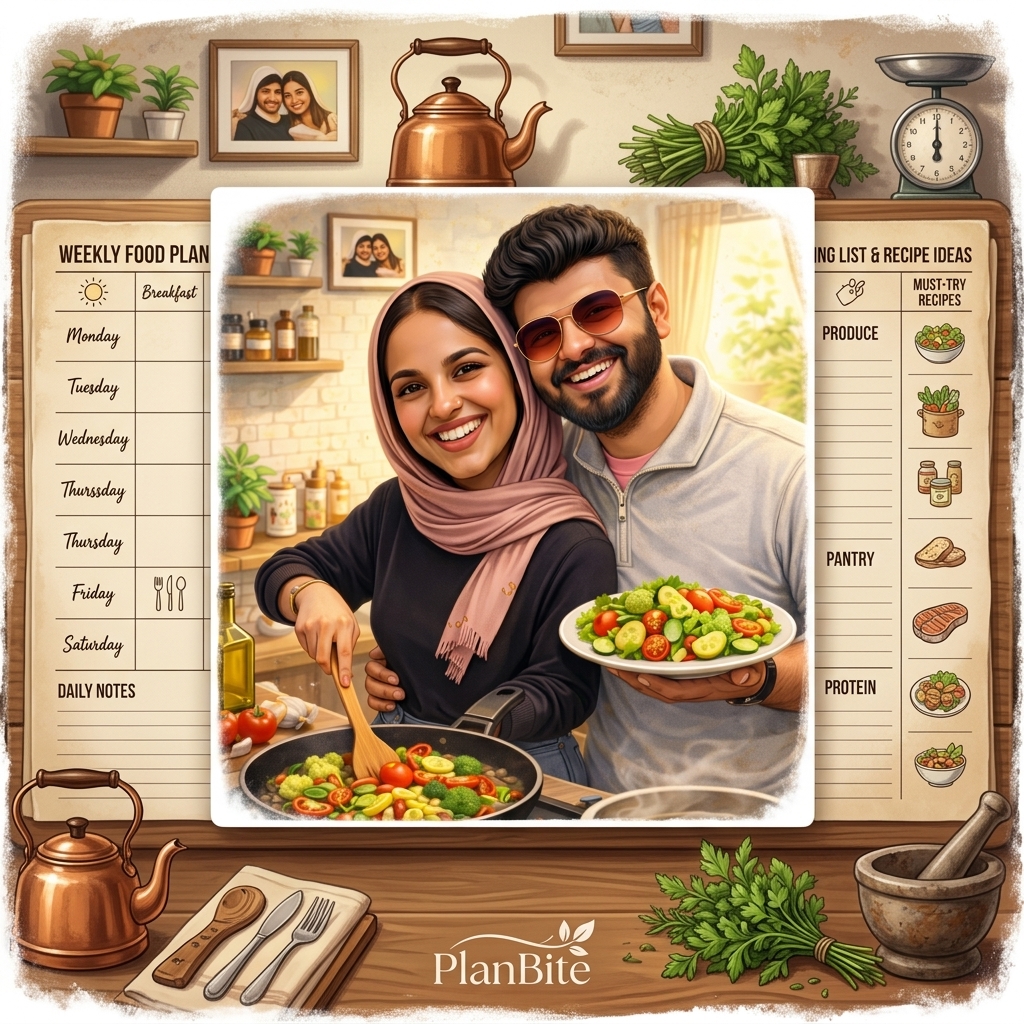 WEEKLY FOOD PLAN
Breakfast
Monday
Tuesday
Wednesday
Thurssday
Thursday
Friday
Saturday
DAILY NOTES
NG LIST & RECIPE IDEAS
MUST-TRY
RECIPES
PRODUCE
PANTRY
PROTEIN
PlanBite